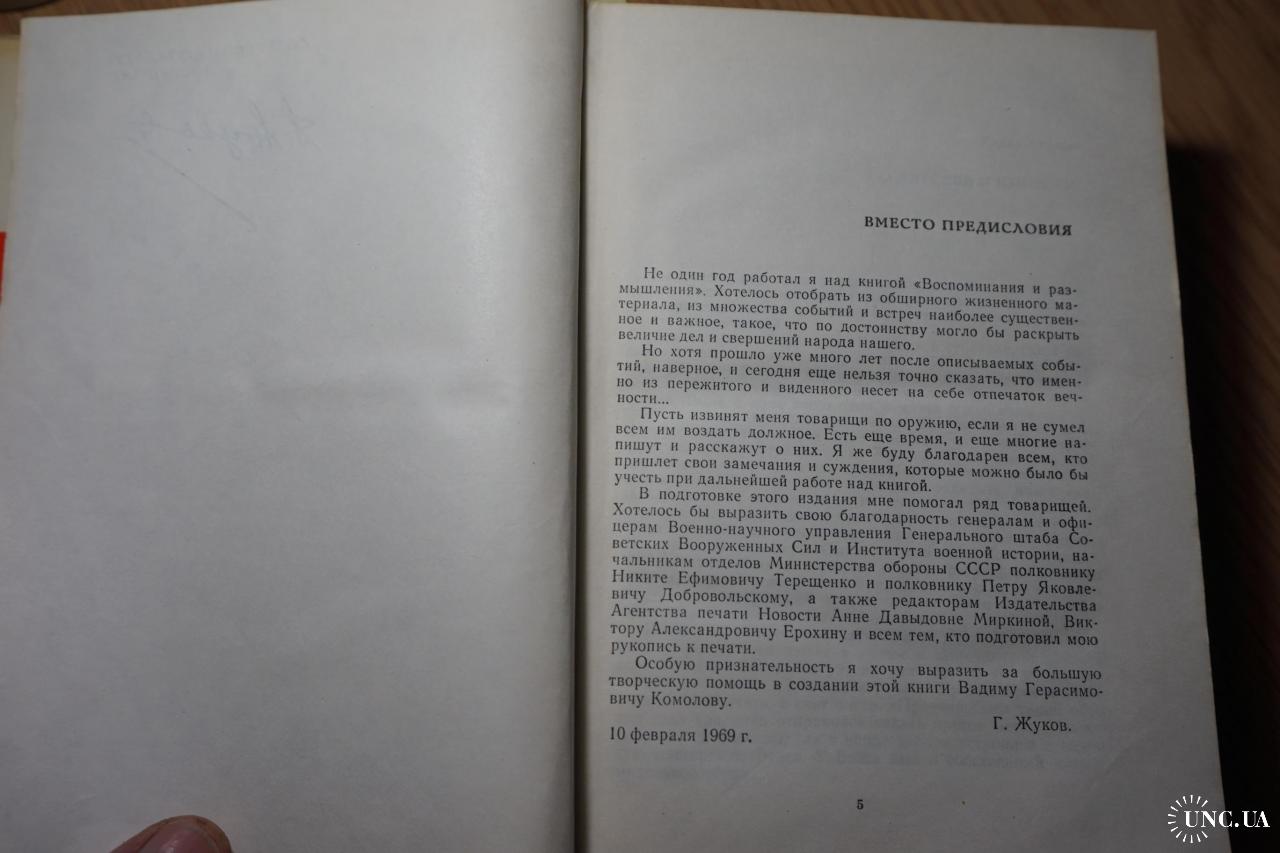 ВМЕСТО ПРЕДИСЛОВИЯ
Не один год работал я над книгой «Воспоминания и раз-
мышления». Хотелось отобрать из обширного жизненного ма-
териала, из множества событий и встреч наиболее существен-
ное и важное, такое, что по достоинству могло бы раскрыть
величие дел и свершений народа нашего.
Но хотя прошло уже много лет после описываемых собы-
тий, наверное, и сегодня еще нельзя точно сказать, что имен-
но из пережитого и виденного несет на себе отпечаток веч-
ности...
Пусть извинят меня товарищи по оружию, если я не сумел
всем им воздать должное. Есть еще время, и еще многие на-
пишут и расскажут о них. Я же буду благодарен всем, кто
пришлет свои замечания и суждения, которые можно было бы
учесть при дальнейшей работе над книгой.
В подготовке этого издания мне помогал ряд товарищей.
Хотелось бы выразить свою благодарность генералам и офи-
церам Военно-научного управления Генерального штаба Со-
ветских Вооруженных Сил и Института военной истории, на-
чальникам отделов Министерства обороны СССР полковнику
Никите Ефимовичу Терещенко и полковнику Петру Яковле-
вичу Добровольскому, а также редакторам Издательства
Агентства печати Новости Анне Давыдовне Миркиной, Вик-
тору Александровичу Ерохину и всем тем, кто подготовил мою
рукопись к печати.
Особую признательность я хочу выразить за большую
творческую помощь в создании этой книги Вадиму Герасимо-
вичу Комолову.
Г. Жуков.
10 февраля 1969 г.
5
UNC.UA